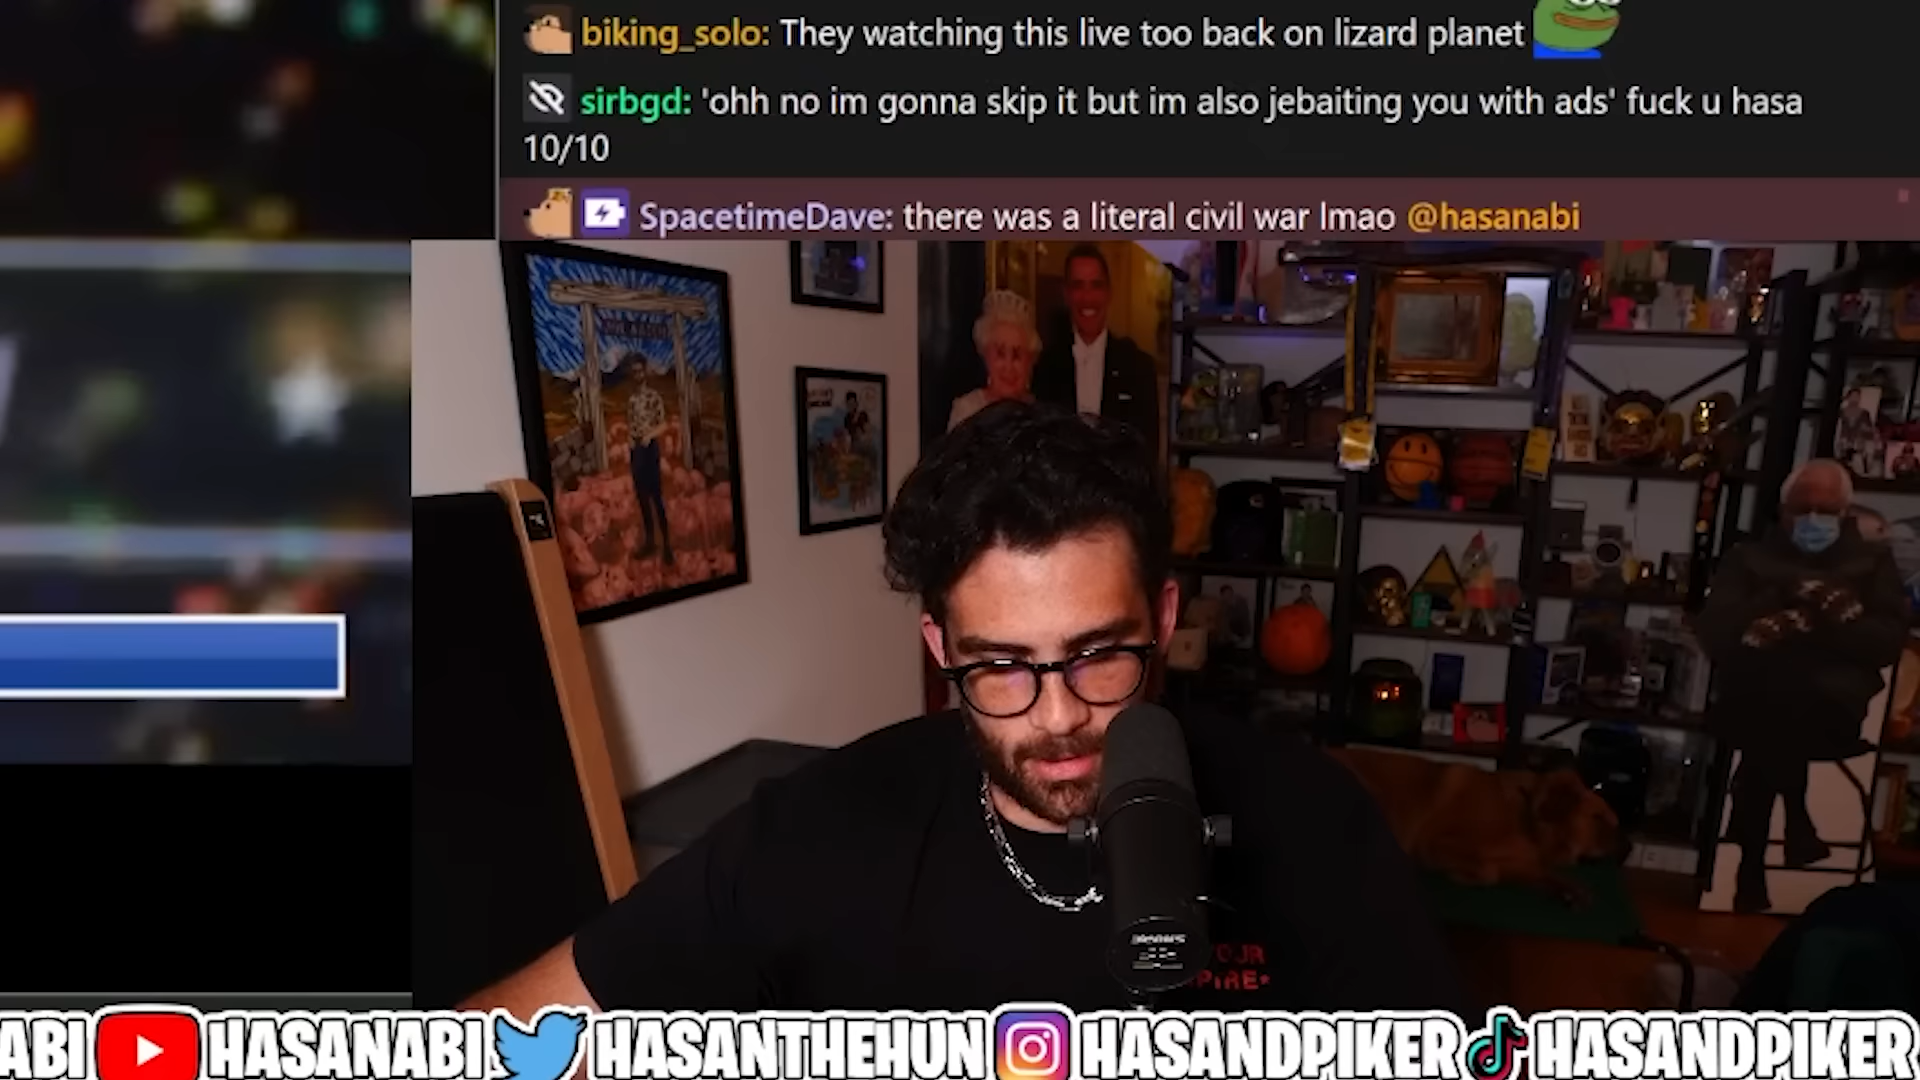 biking_solo: They watching this live too back on lizard planet
sirbgd: 'ohh no im gonna skip it but im also jebaiting you with ads' fuck u hasa
10/10
SpacetimeDave: there was a literal civil war lmao @hasanabi
ABI HASANABI HASANTHEHUN HASANDPIKER HASANDPIKER